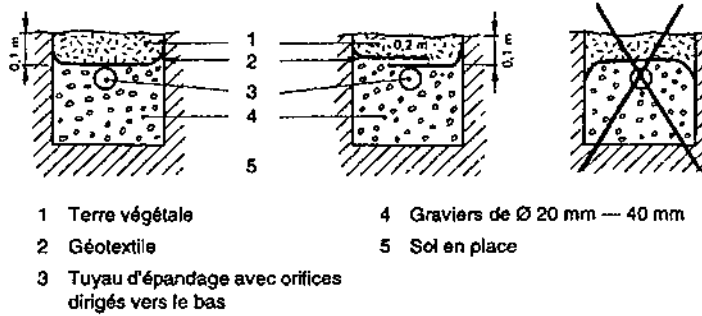 0,1 m
1
2
3
4
5
0,2 m
0,1 m
1 Terre végétale
2 Géotextile
3 Tuyau d'épandage avec orifices
dirigés vers le bas
4 Graviers de Ø 20 mm — 40 mm
5 Sol en place